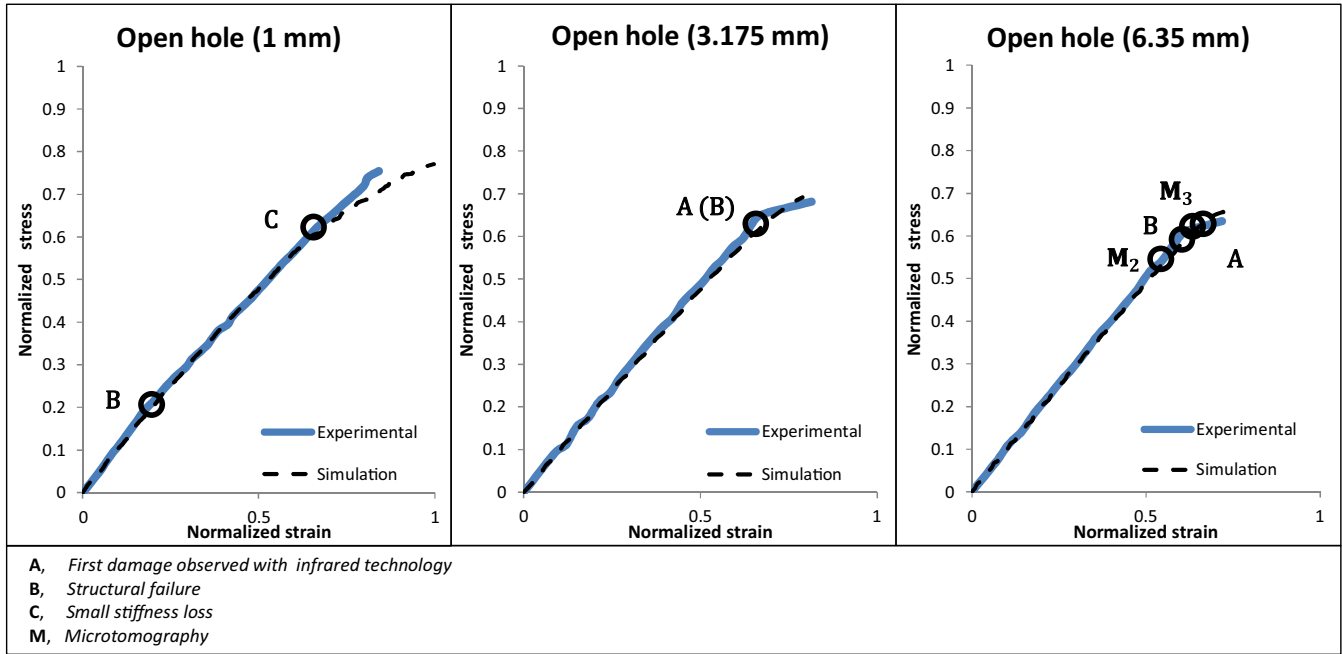 Open hole (1 mm)
1
0.9
0.8
0.7
0.6
0.5
0.4
0.3
0.2
0.1
0
Normalized stress
C
B
Experimental
Simulation
0 0.5 1
Normalized strain
Open hole (3.175 mm)
1
0.9
0.8
0.7
0.6
0.5
0.4
0.3
0.2
0.1
0
Normalized stress
A (B)
Experimental
Simulation
0 0.5 1
Normalized strain
Open hole (6.35 mm)
1
0.9
0.8
0.7
0.6
0.5
0.4
0.3
0.2
0.1
0
Normalized stress
M₃
B
M₂
A
Experimental
Simulation
0 0.5 1
Normalized strain
A, First damage observed with infrared technology
B, Structural failure
C, Small stiffness loss
M, Microtomography